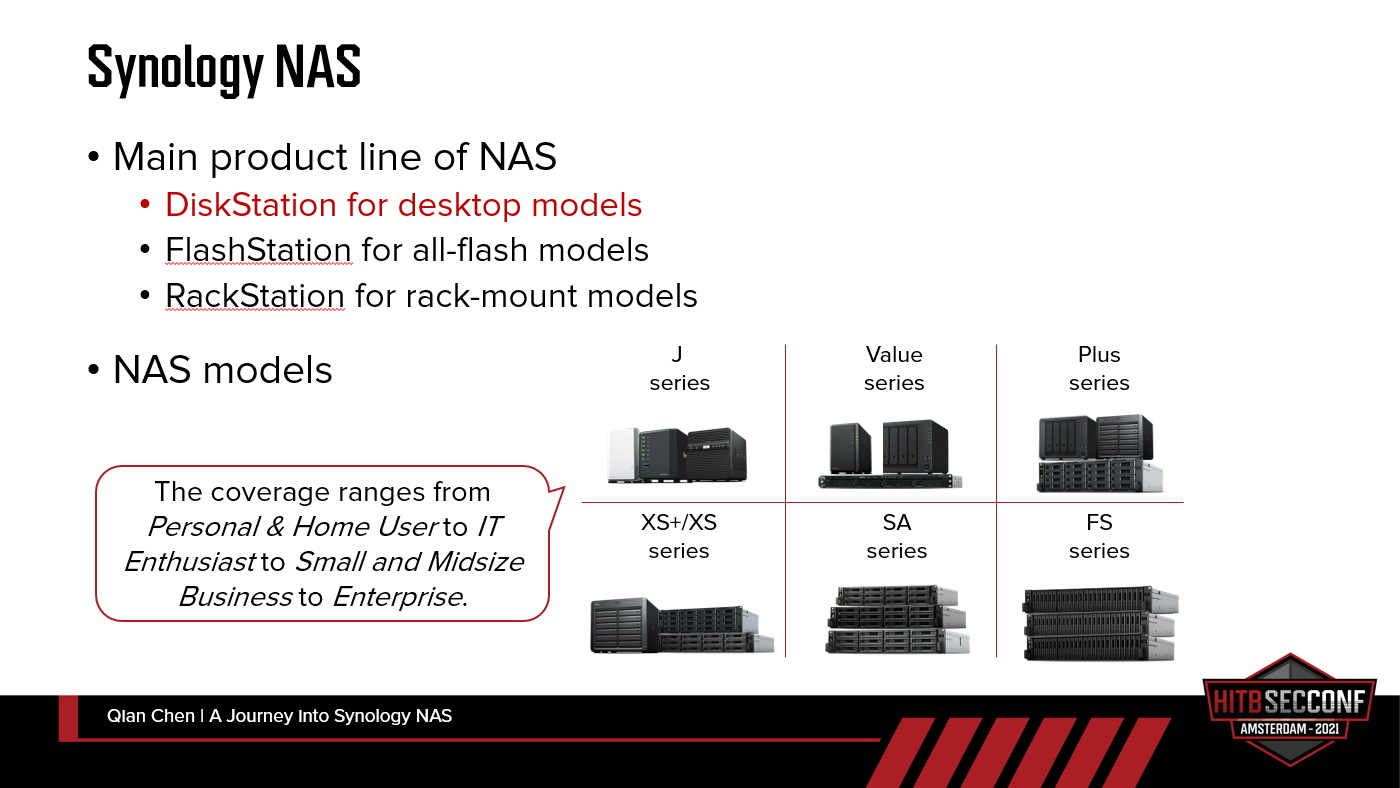 Synology NAS
• Main product line of NAS
• DiskStation for desktop models
• FlashStation for all-flash models
• RackStation for rack-mount models
• NAS models
The coverage ranges from
Personal & Home User to IT
Enthusiast to Small and Midsize
Business to Enterprise.
J
series
Value
series
Plus
series
XS+/XS
series
SA
series
FS
series
Qian Chen | A Journey Into Synology NAS
HITBSECCONF
AMSTERDAM - 2021